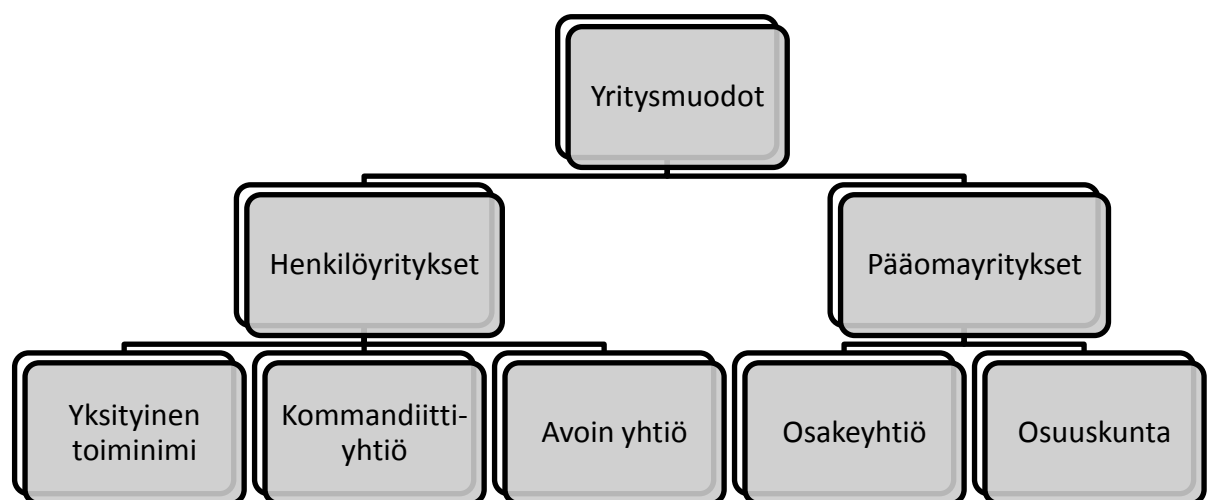 Yritysmuodot
Henkilöyritykset
Pääomayritykset
Yksityinen
toiminimi
Kommandiitti-
yhtiö
Avoin yhtiö
Osakeyhtiö
Osuuskunta